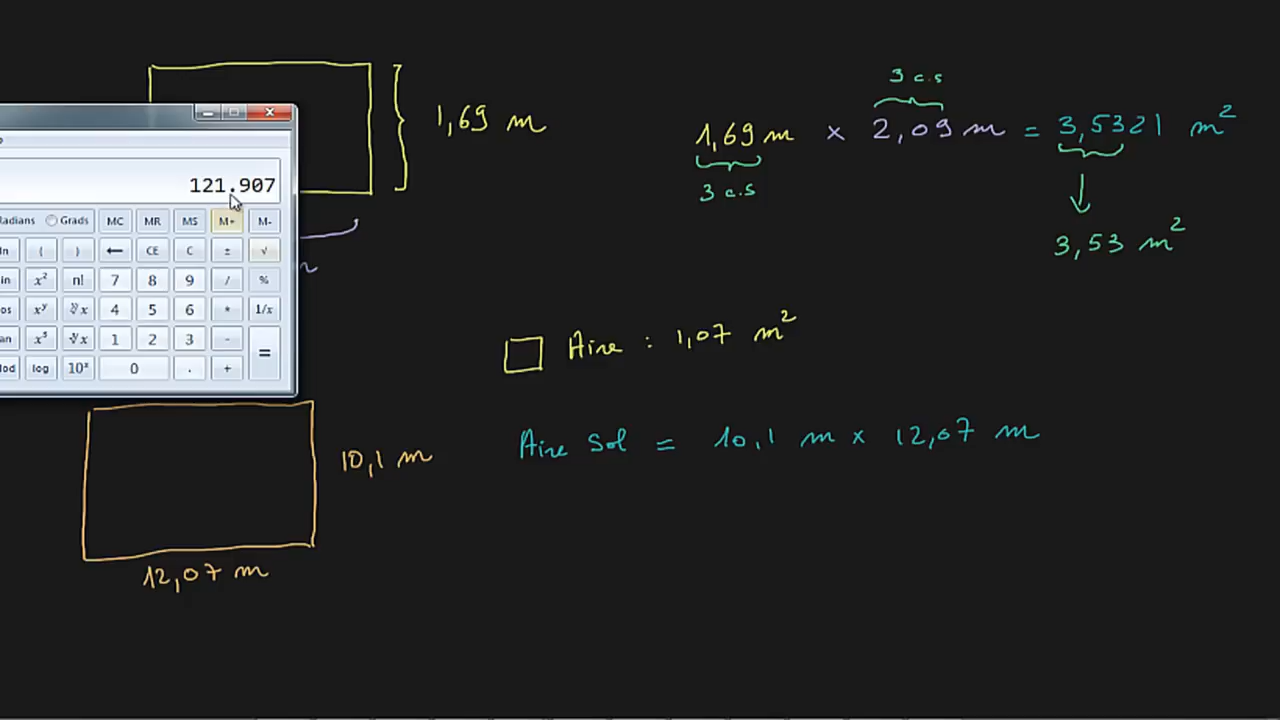 1,69 m
3 c.s
1,69 m x 2,09 m = 3,5321 m²
3 c.s
3,53 m²
121.907
Grads MC MR MS M+ M-
( ) ← CE C ± √
x² n! 7 8 9 / %
4 5 6 * 1/x
1 2 3 - =
log 10ˣ 0 . +
Aire : 1,07 m²
Aire Sol = 10,1 m x 12,07 m
10,1 m
12,07 m